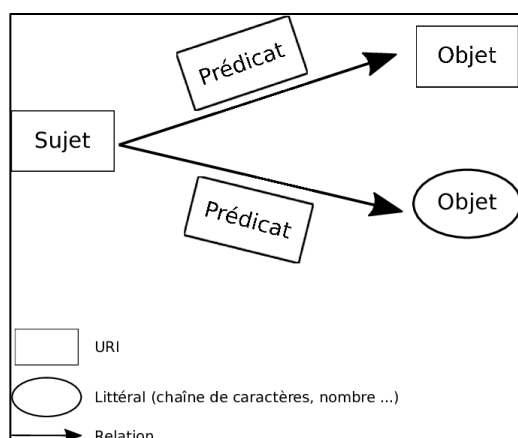 Prédicat
Objet
Sujet
Objet
Prédicat
URI
Littéral (chaîne de caractères, nombre ...)
Relation